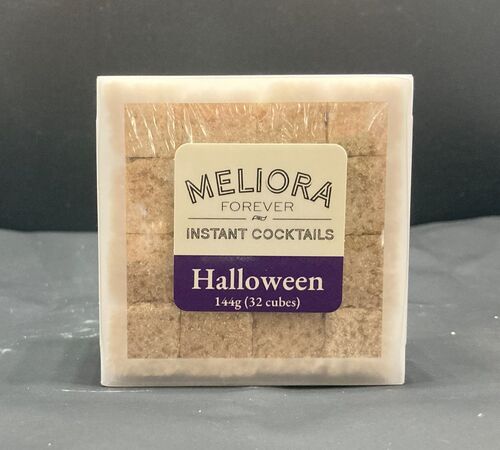 MELIORA
FOREVER
INSTANT COCKTAILS
Halloween
144g (32 cubes)